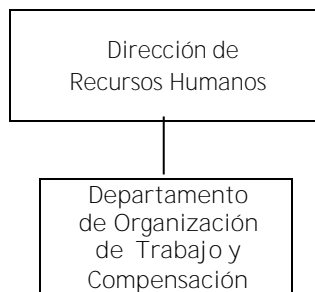 Dirección de
Recursos Humanos
Departamento
de Organización
de Trabajo y
Compensación